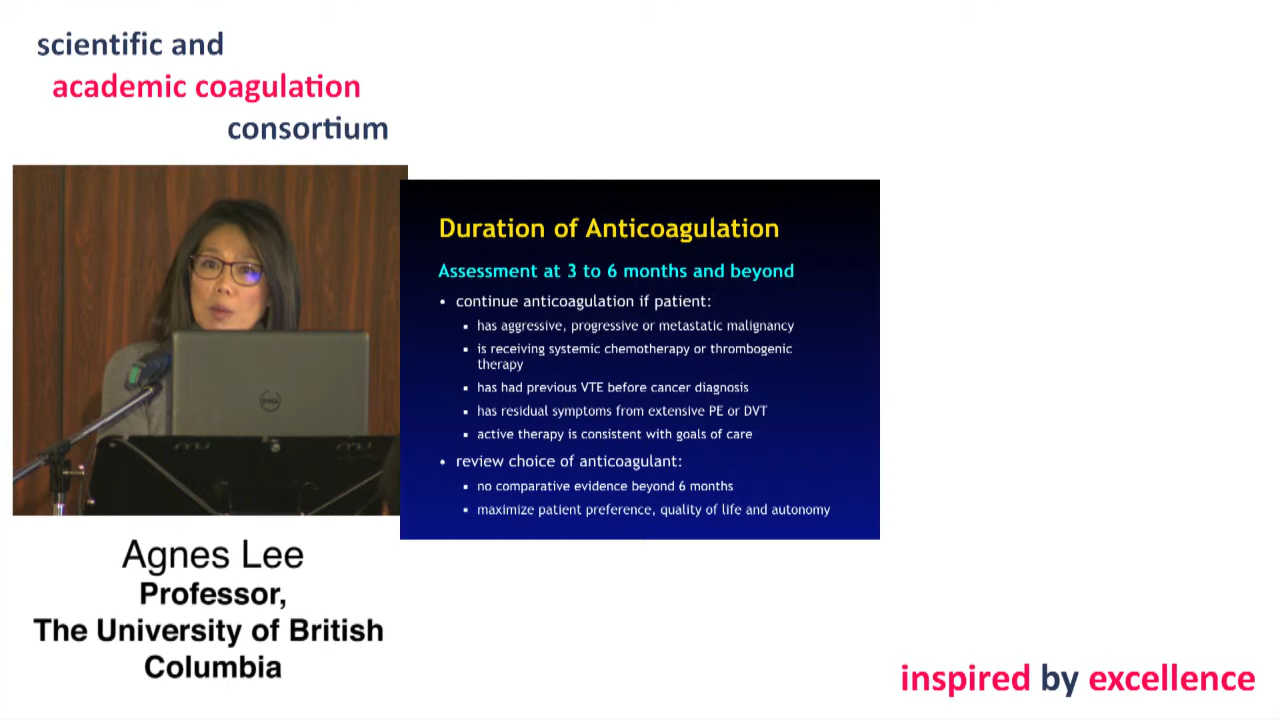 scientific and
academic coagulation
consortium
Duration of Anticoagulation
Assessment at 3 to 6 months and beyond
• continue anticoagulation if patient:
▪ has aggressive, progressive or metastatic malignancy
▪ is receiving systemic chemotherapy or thrombogenic
therapy
▪ has had previous VTE before cancer diagnosis
▪ has residual symptoms from extensive PE or DVT
▪ active therapy is consistent with goals of care
• review choice of anticoagulant:
▪ no comparative evidence beyond 6 months
▪ maximize patient preference, quality of life and autonomy
DELL
Agnes Lee
Professor,
The University of British
Columbia
inspired by excellence